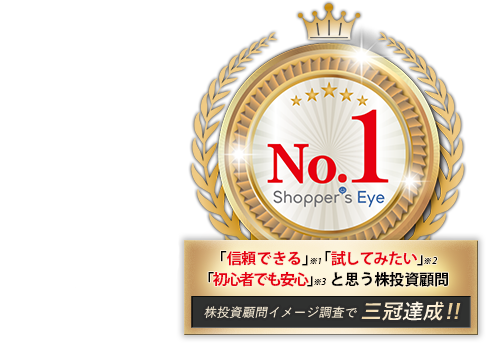 No.1
Shopper's Eye
「信頼できる」※1「試してみたい」※2
「初心者でも安心」※3 と思う株投資顧問
株投資顧問イメージ調査で 三冠達成!!